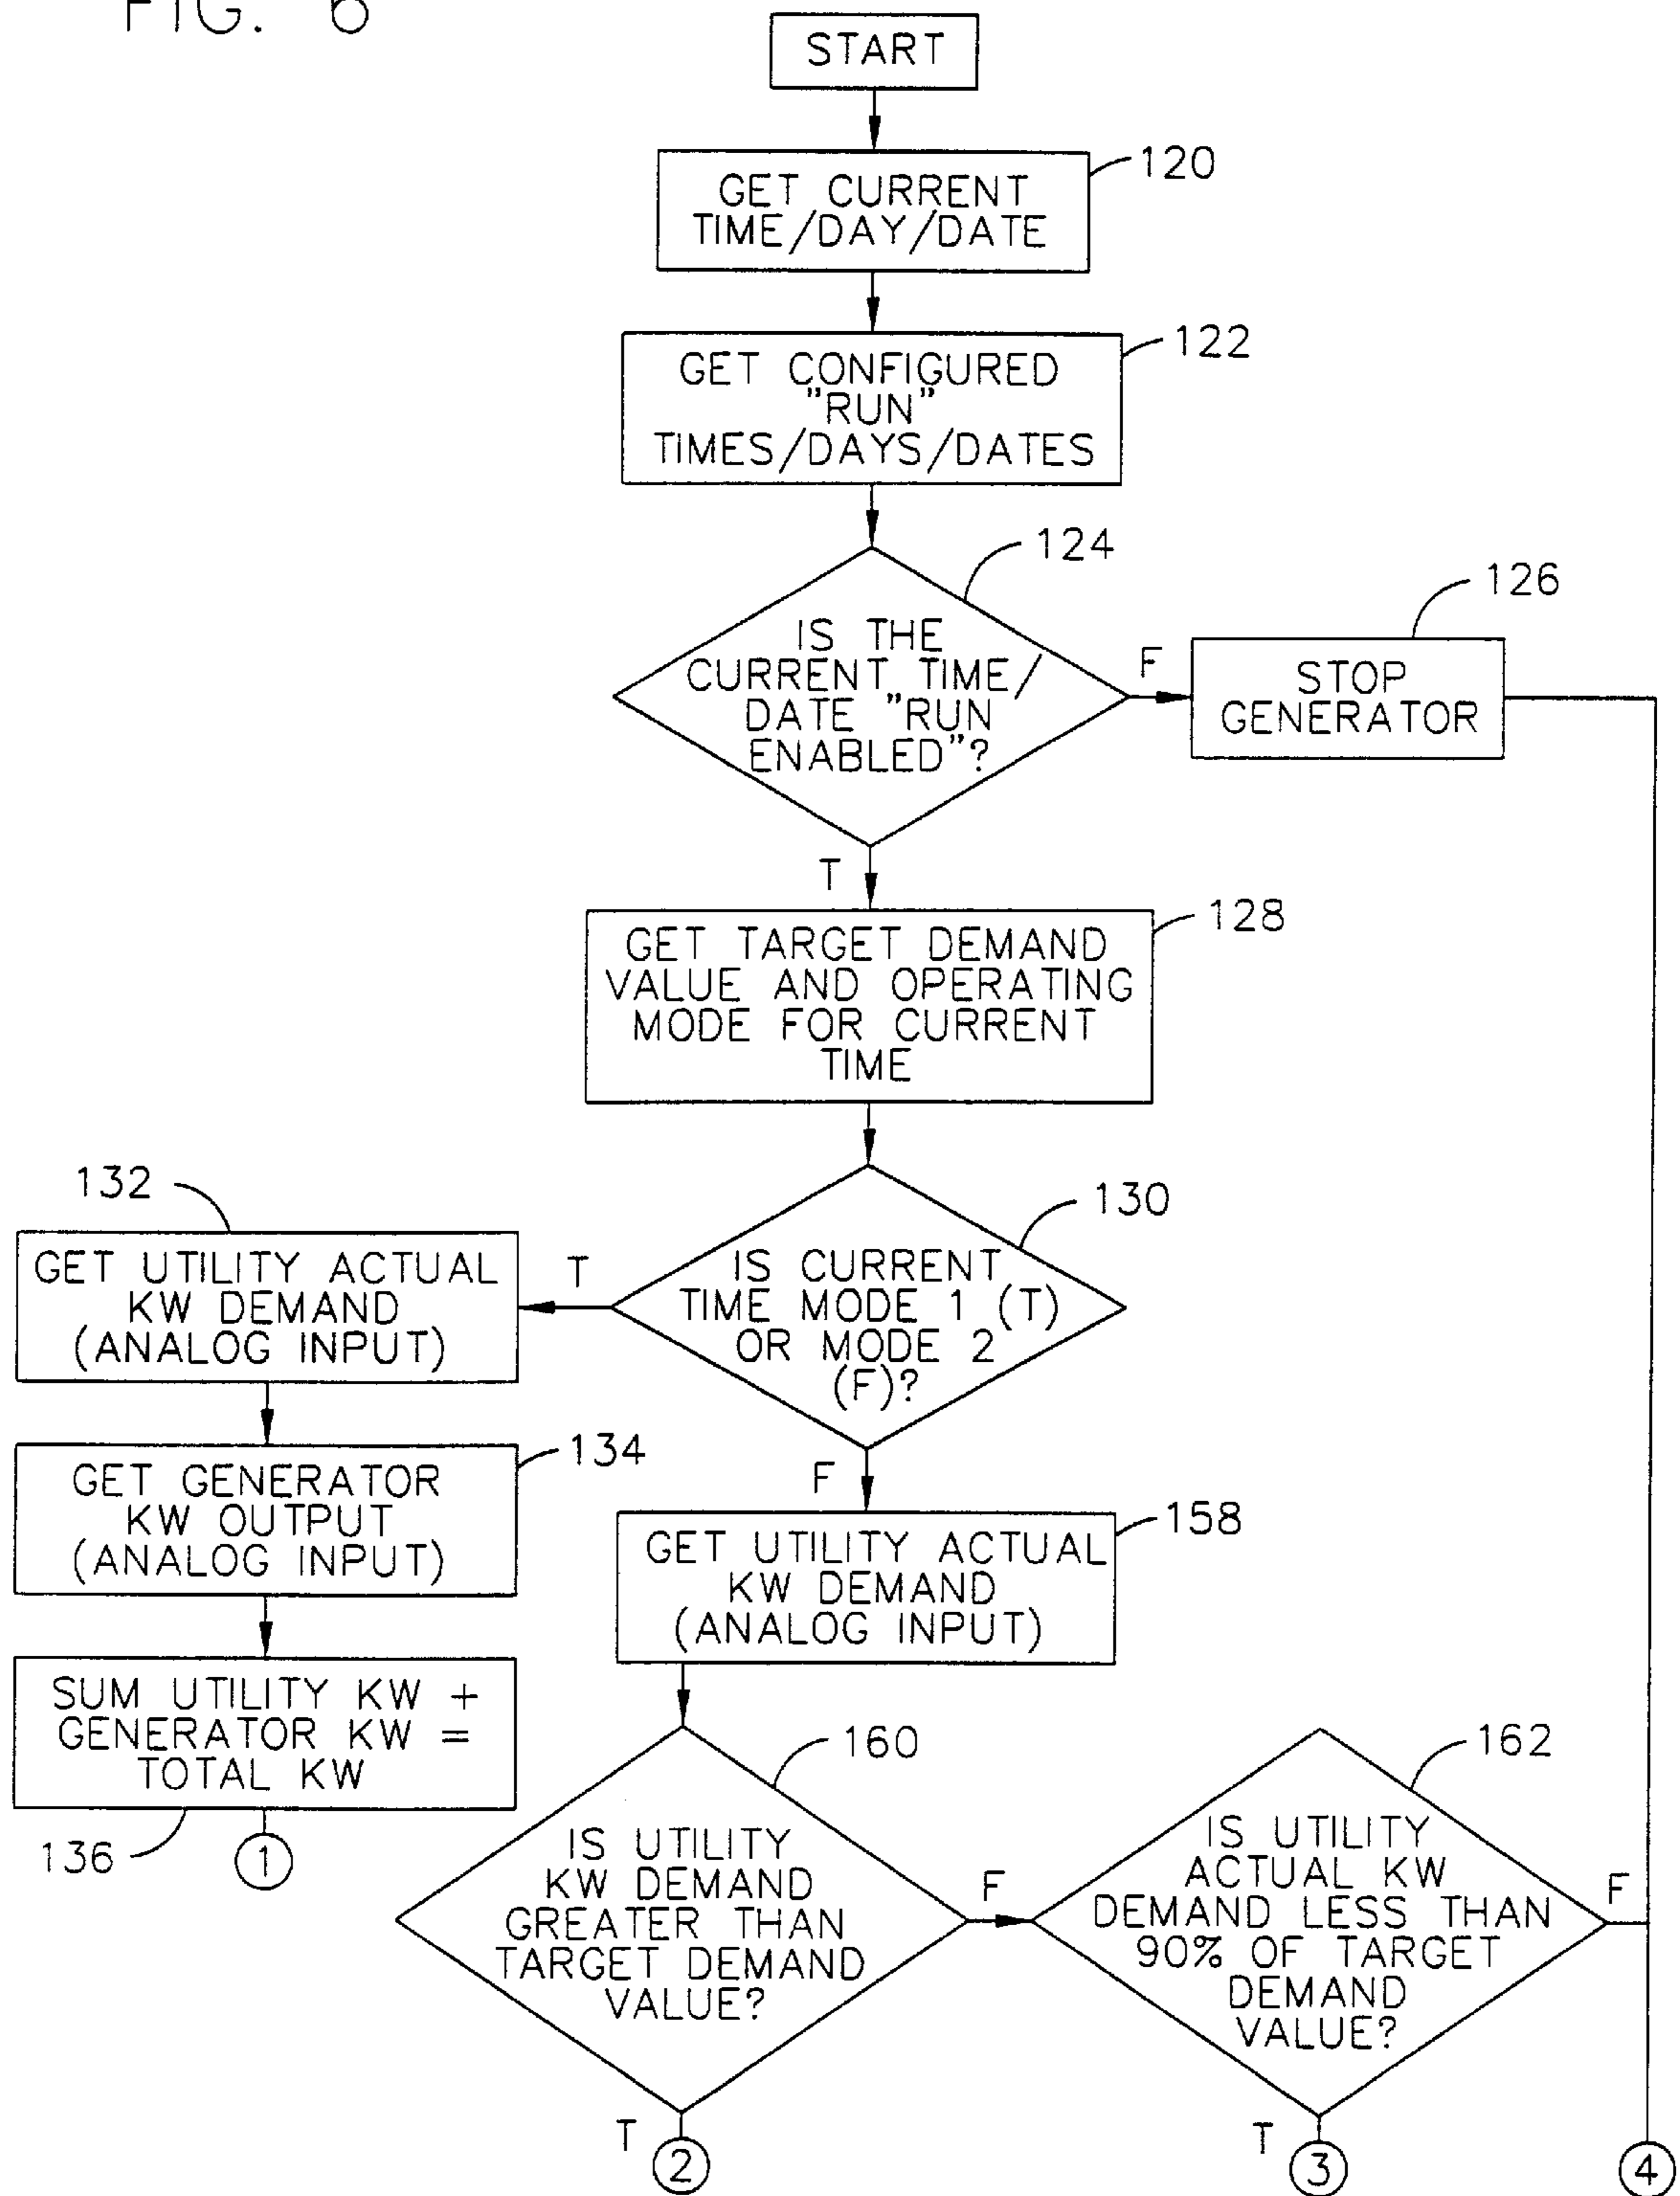 FIG. 6
START
120
GET CURRENT
TIME/DAY/DATE
122
GET CONFIGURED
"RUN"
TIMES/DAYS/DATES
124
IS THE
CURRENT TIME/
DATE "RUN
ENABLED"?
F
126
STOP
GENERATOR
T
128
GET TARGET DEMAND
VALUE AND OPERATING
MODE FOR CURRENT
TIME
130
IS CURRENT
TIME MODE 1 (T)
OR MODE 2
(F)?
T
132
GET UTILITY ACTUAL
KW DEMAND
(ANALOG INPUT)
134
GET GENERATOR
KW OUTPUT
(ANALOG INPUT)
SUM UTILITY KW +
GENERATOR KW =
TOTAL KW
136
1
F
158
GET UTILITY ACTUAL
KW DEMAND
(ANALOG INPUT)
160
IS UTILITY
KW DEMAND
GREATER THAN
TARGET DEMAND
VALUE?
F
T
2
162
IS UTILITY
ACTUAL KW
DEMAND LESS THAN
90% OF TARGET
DEMAND
VALUE?
F
T
3
4